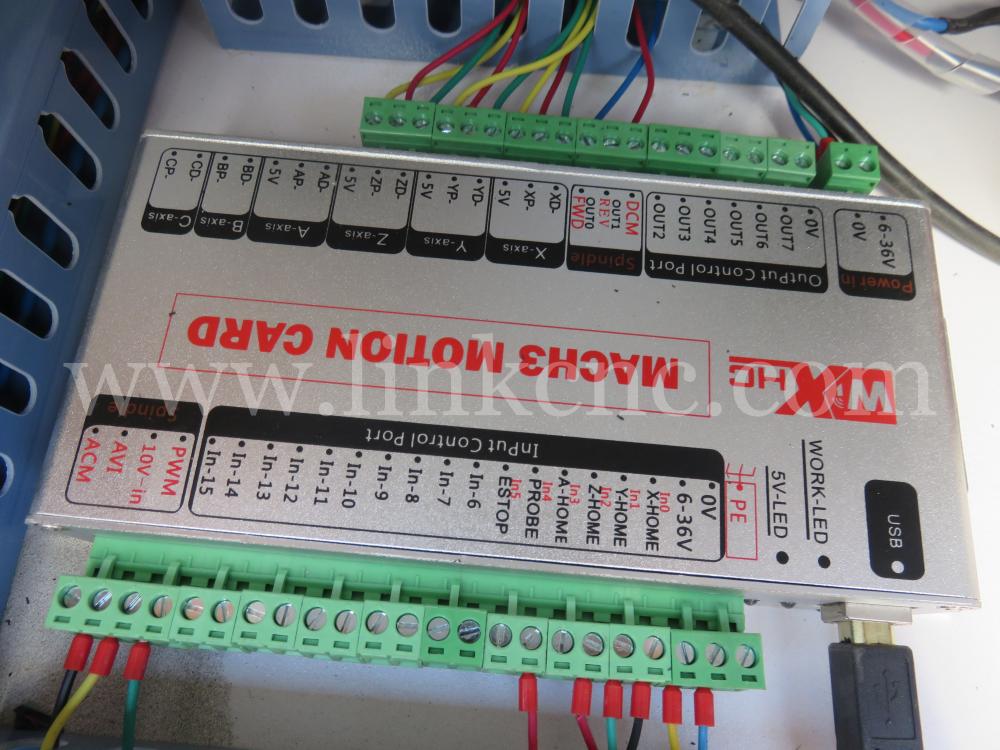 CP-
CD-
C-axis
BP-
BD-
B-axis
5V
AP-
AD-
A-axis
5V
ZP-
ZD-
Z-axis
5V
YP-
YD-
Y-axis
5V
XP-
XD-
X-axis
FWD
OUT0
REV
OUT1
DCM
Spindle
OUT2
OUT3
OUT4
OUT5
OUT6
OUT7
0V
OutPut Control Port
0V
6-36V
Power in
MACH3 MOTION CARD
WX
HC
www.linkcnc.com
Spindle
ACM
AVI
10V-in
PWM
InPut Control Port
In-15
In-14
In-13
In-12
In-11
In-10
In-9
In-8
In-7
In-6
In5
ESTOP
In4
PROBE
In3
A-HOME
In2
Z-HOME
In1
Y-HOME
In0
X-HOME
6-36V
0V
PE
5V-LED
WORK-LED
USB